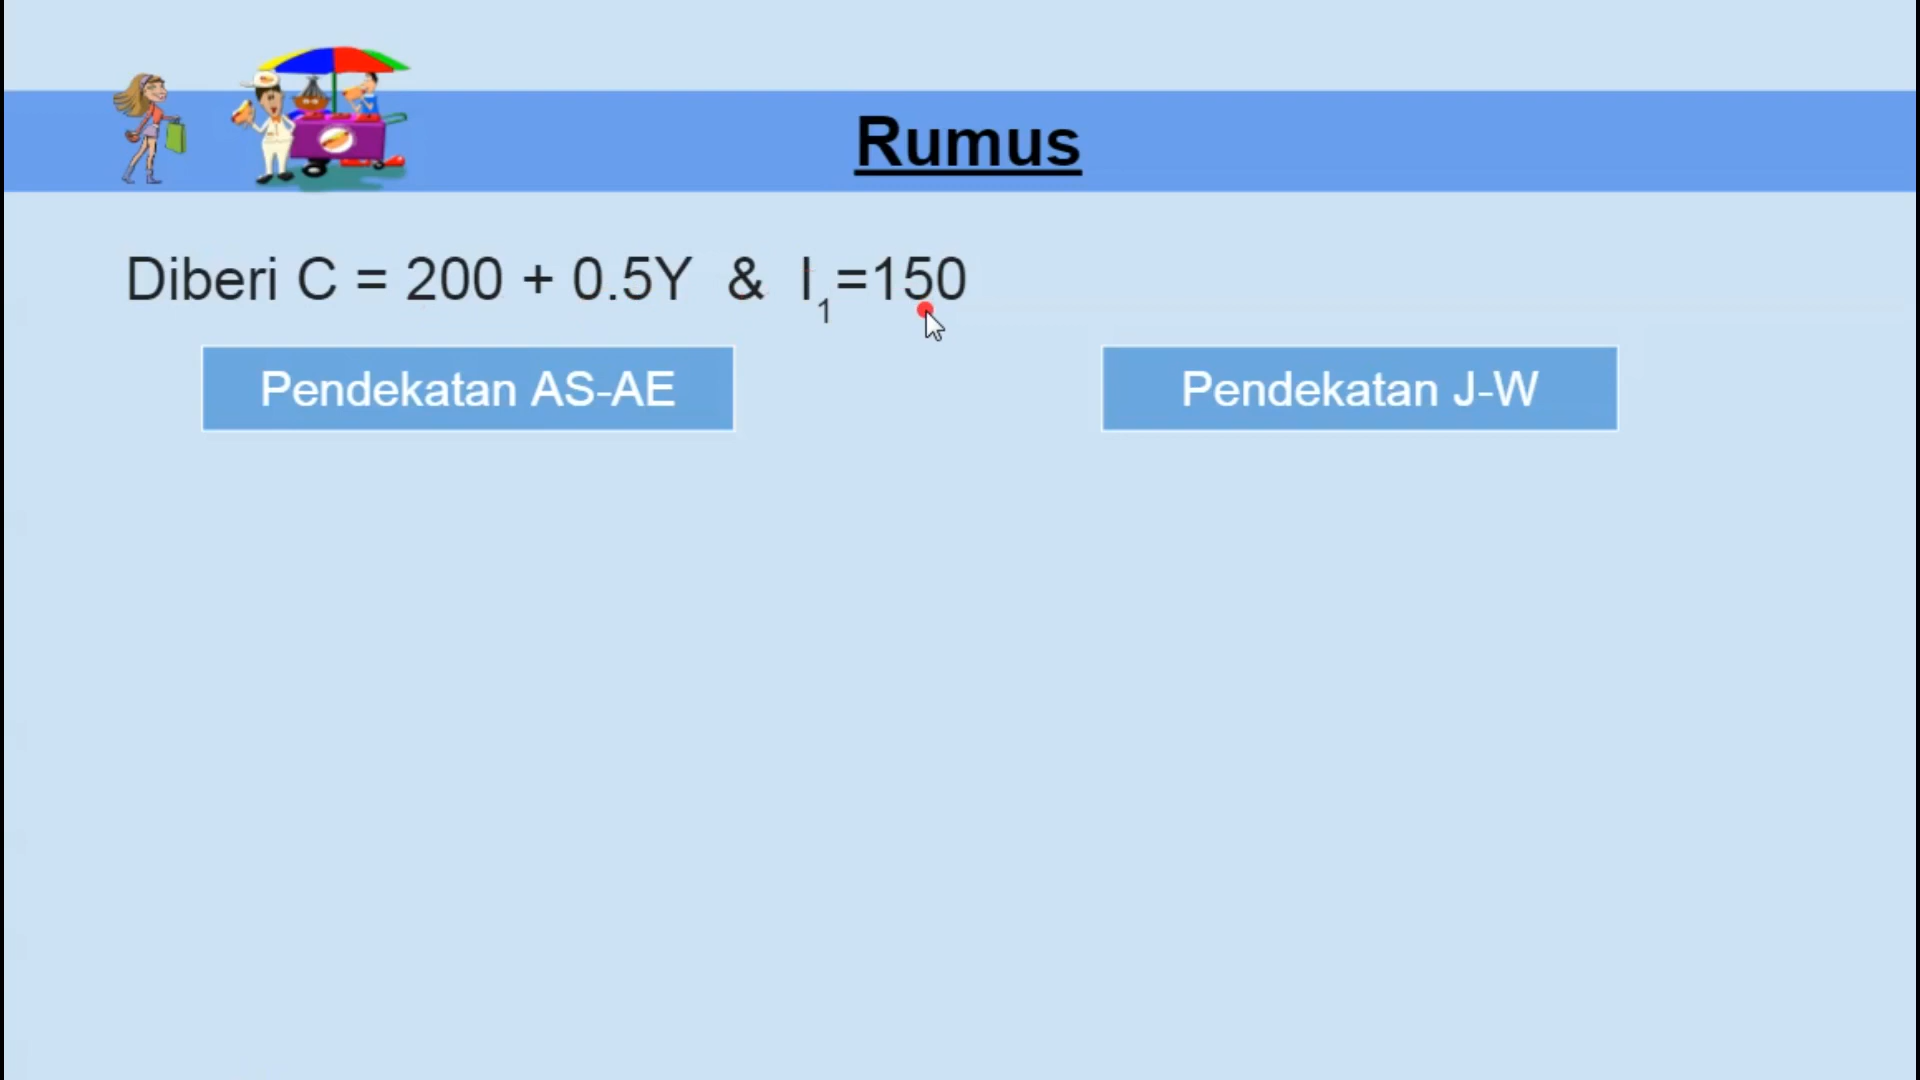 Rumus
Diberi C = 200 + 0.5Y & I₁=150
Pendekatan AS-AE
Pendekatan J-W